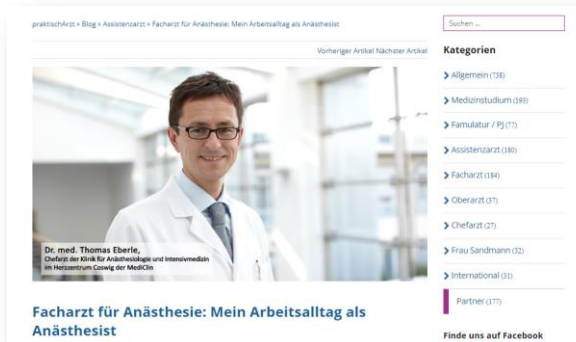 praktischArzt » Blog » Assistenzarzt » Facharzt für Anästhesie: Mein Arbeitsalltag als Anästhesist
Vorheriger Artikel Nächster Artikel
Dr. med. Thomas Eberle,
Chefarzt der Klinik für Anästhesiologie und Intensivmedizin
im Herzzentrum Coswig der MediClin
Facharzt für Anästhesie: Mein Arbeitsalltag als
Anästhesist
Suchen ...
Kategorien
Allgemein (738)
Medizinstudium (193)
Famulatur / PJ (77)
Assistenzarzt (180)
Facharzt (184)
Oberarzt (37)
Chefarzt (27)
Frau Sandmann (32)
International (31)
Partner (177)
Finde uns auf Facebook